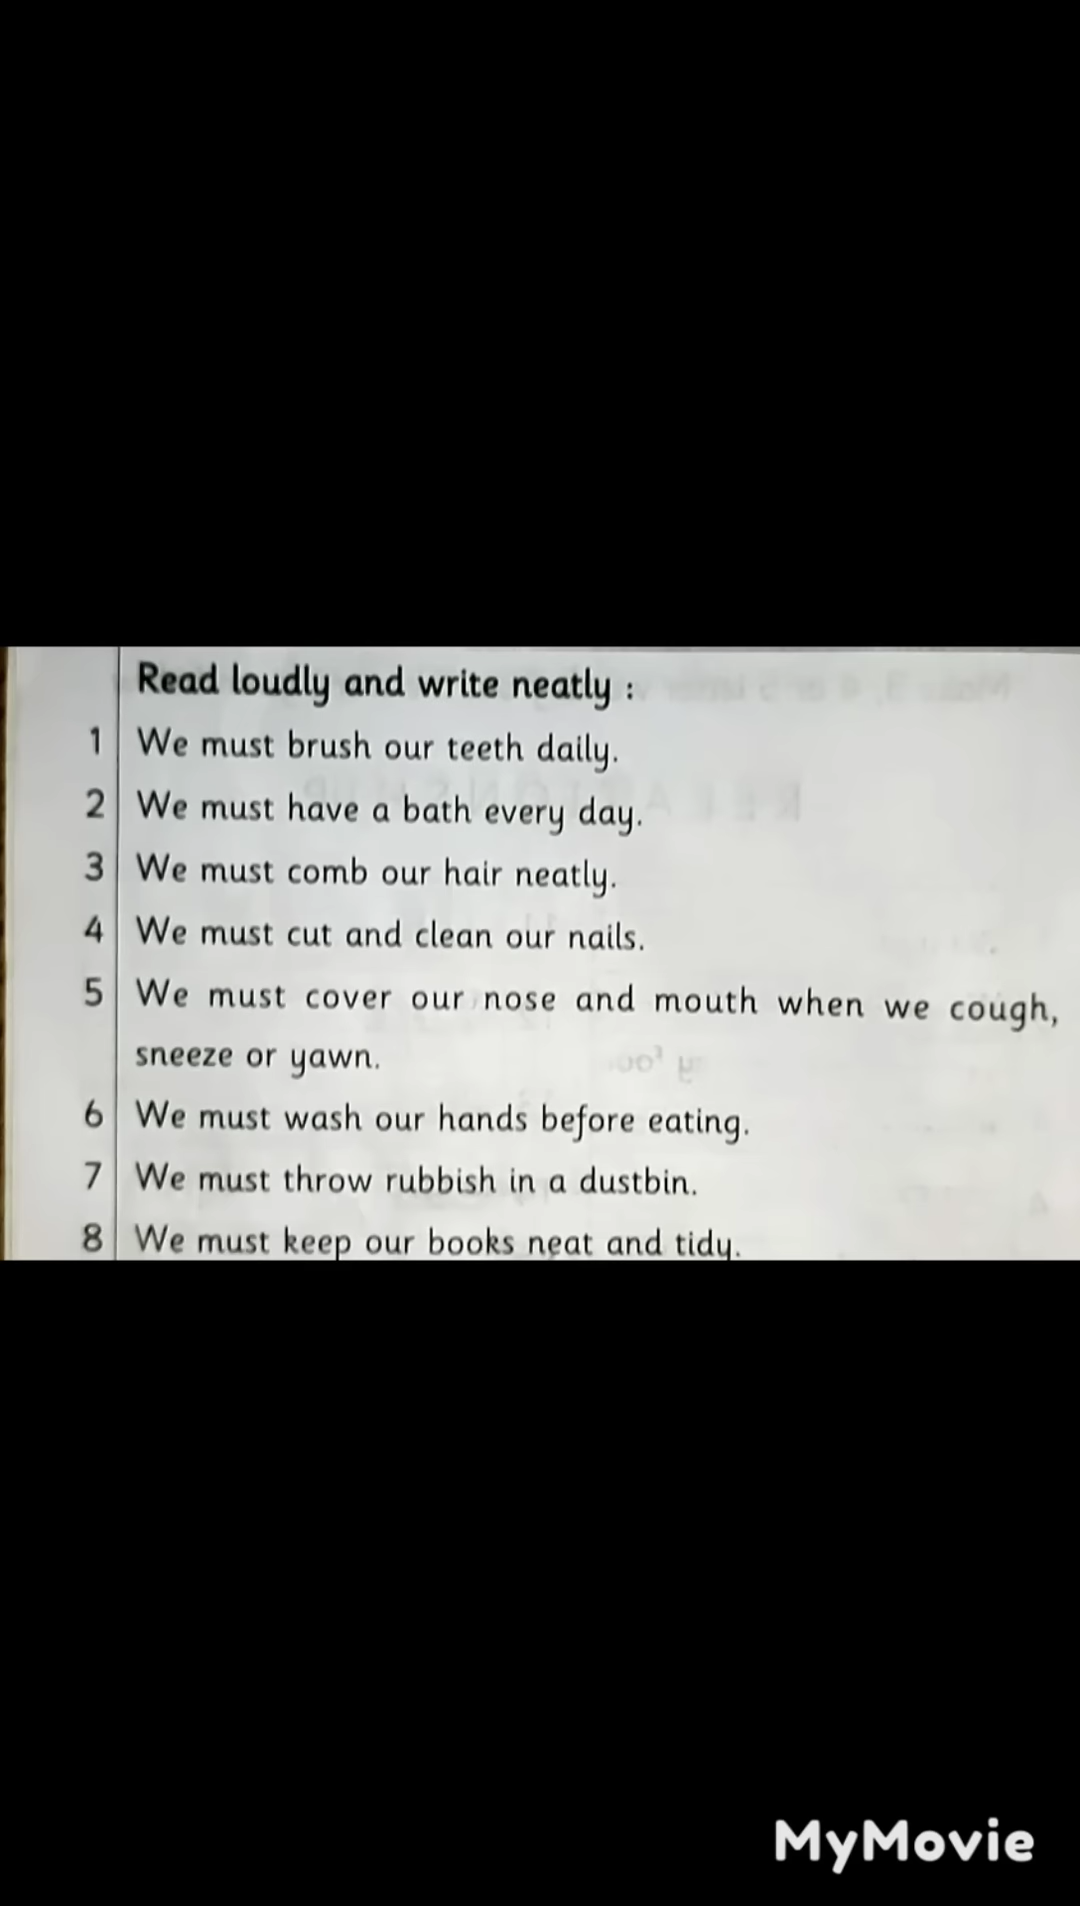 Read loudly and write neatly :
1 We must brush our teeth daily.
2 We must have a bath every day.
3 We must comb our hair neatly.
4 We must cut and clean our nails.
5 We must cover our nose and mouth when we cough,
sneeze or yawn.
6 We must wash our hands before eating.
7 We must throw rubbish in a dustbin.
8 We must keep our books neat and tidy.
MyMovie